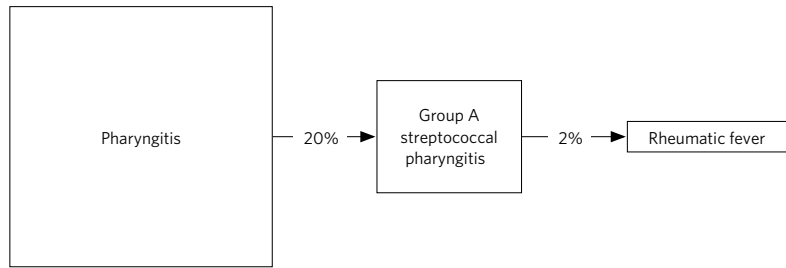 Pharyngitis
20%
Group A
streptococcal
pharyngitis
2%
Rheumatic fever